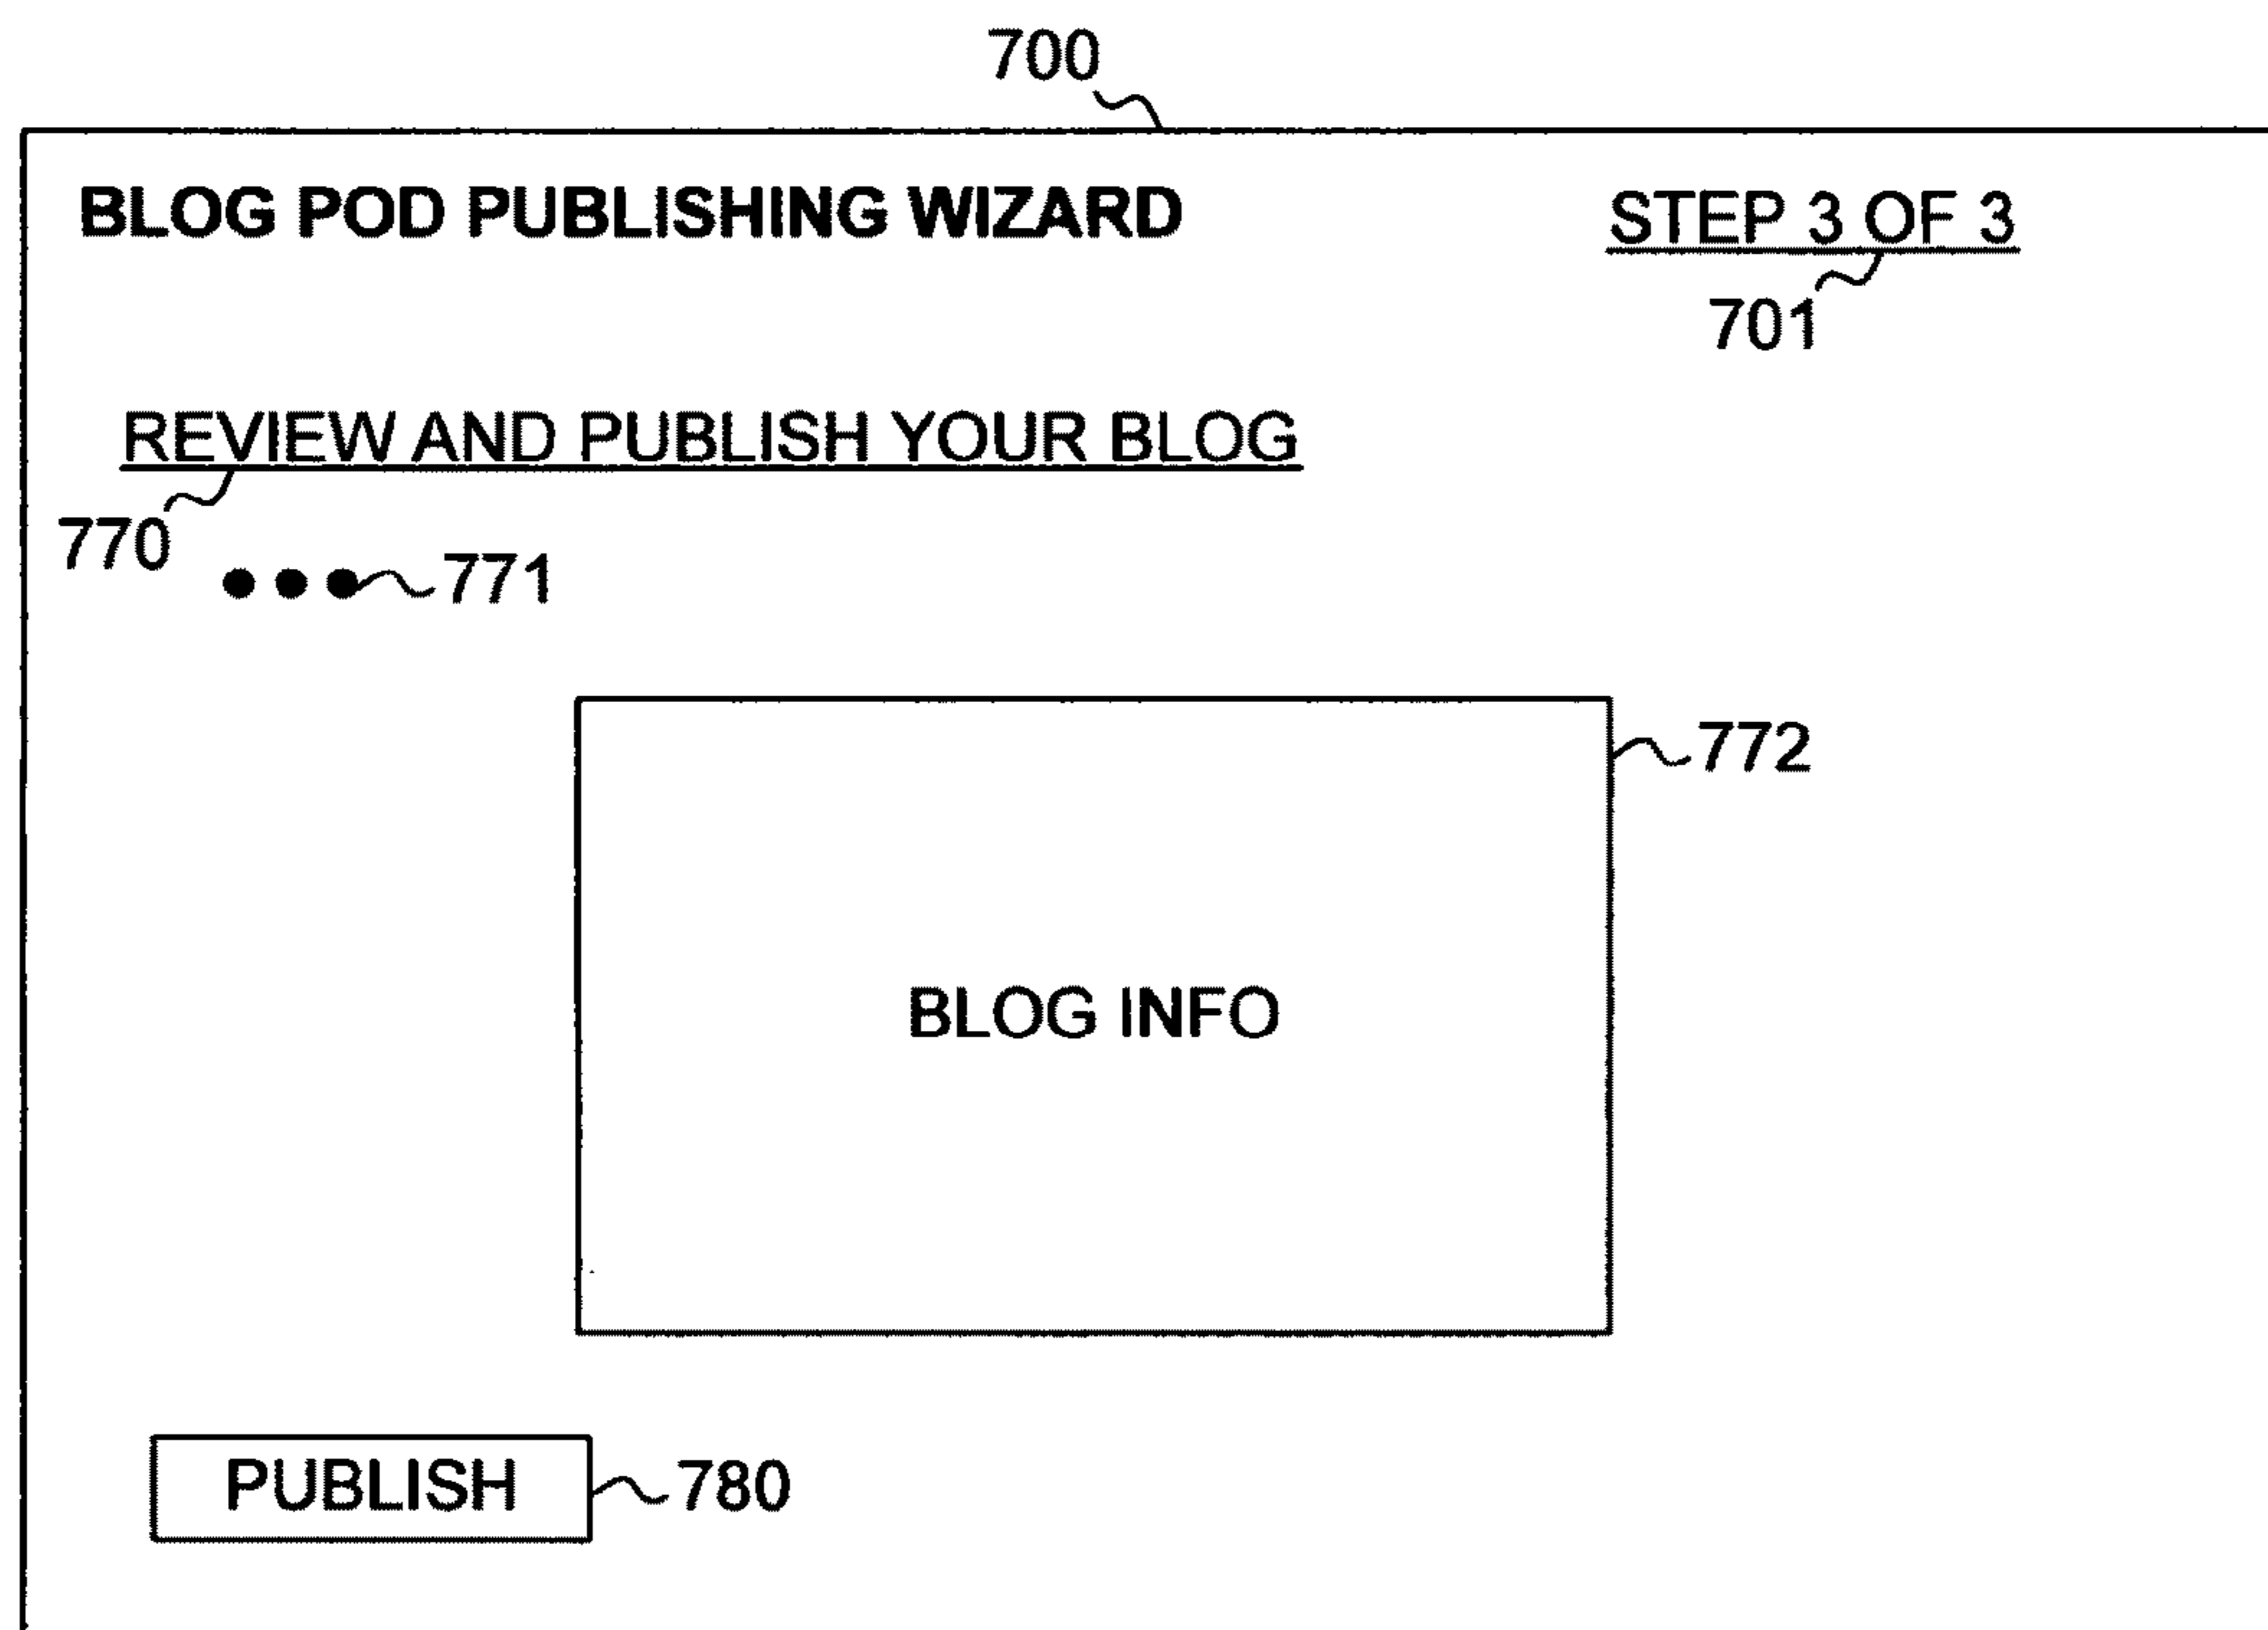 700
BLOG POD PUBLISHING WIZARD STEP 3 OF 3
701
REVIEW AND PUBLISH YOUR BLOG
770
771
772
BLOG INFO
PUBLISH 780